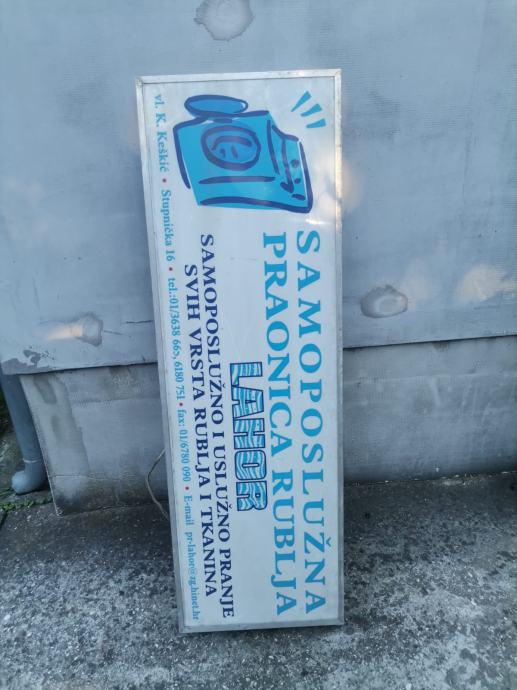 SAMOPOSLUŽNA
PRAONICA RUBLJA
LAHOR
SAMOPOSLUŽNO I USLUŽNO PRANJE
SVIH VRSTA RUBLJA I TKANINA
vl. K. Keškić • Stupnička 16 • tel.:01/3638 665, 6180 751 • fax: 01/6780 090 • E-mail pr-lahor@zg.hinet.hr